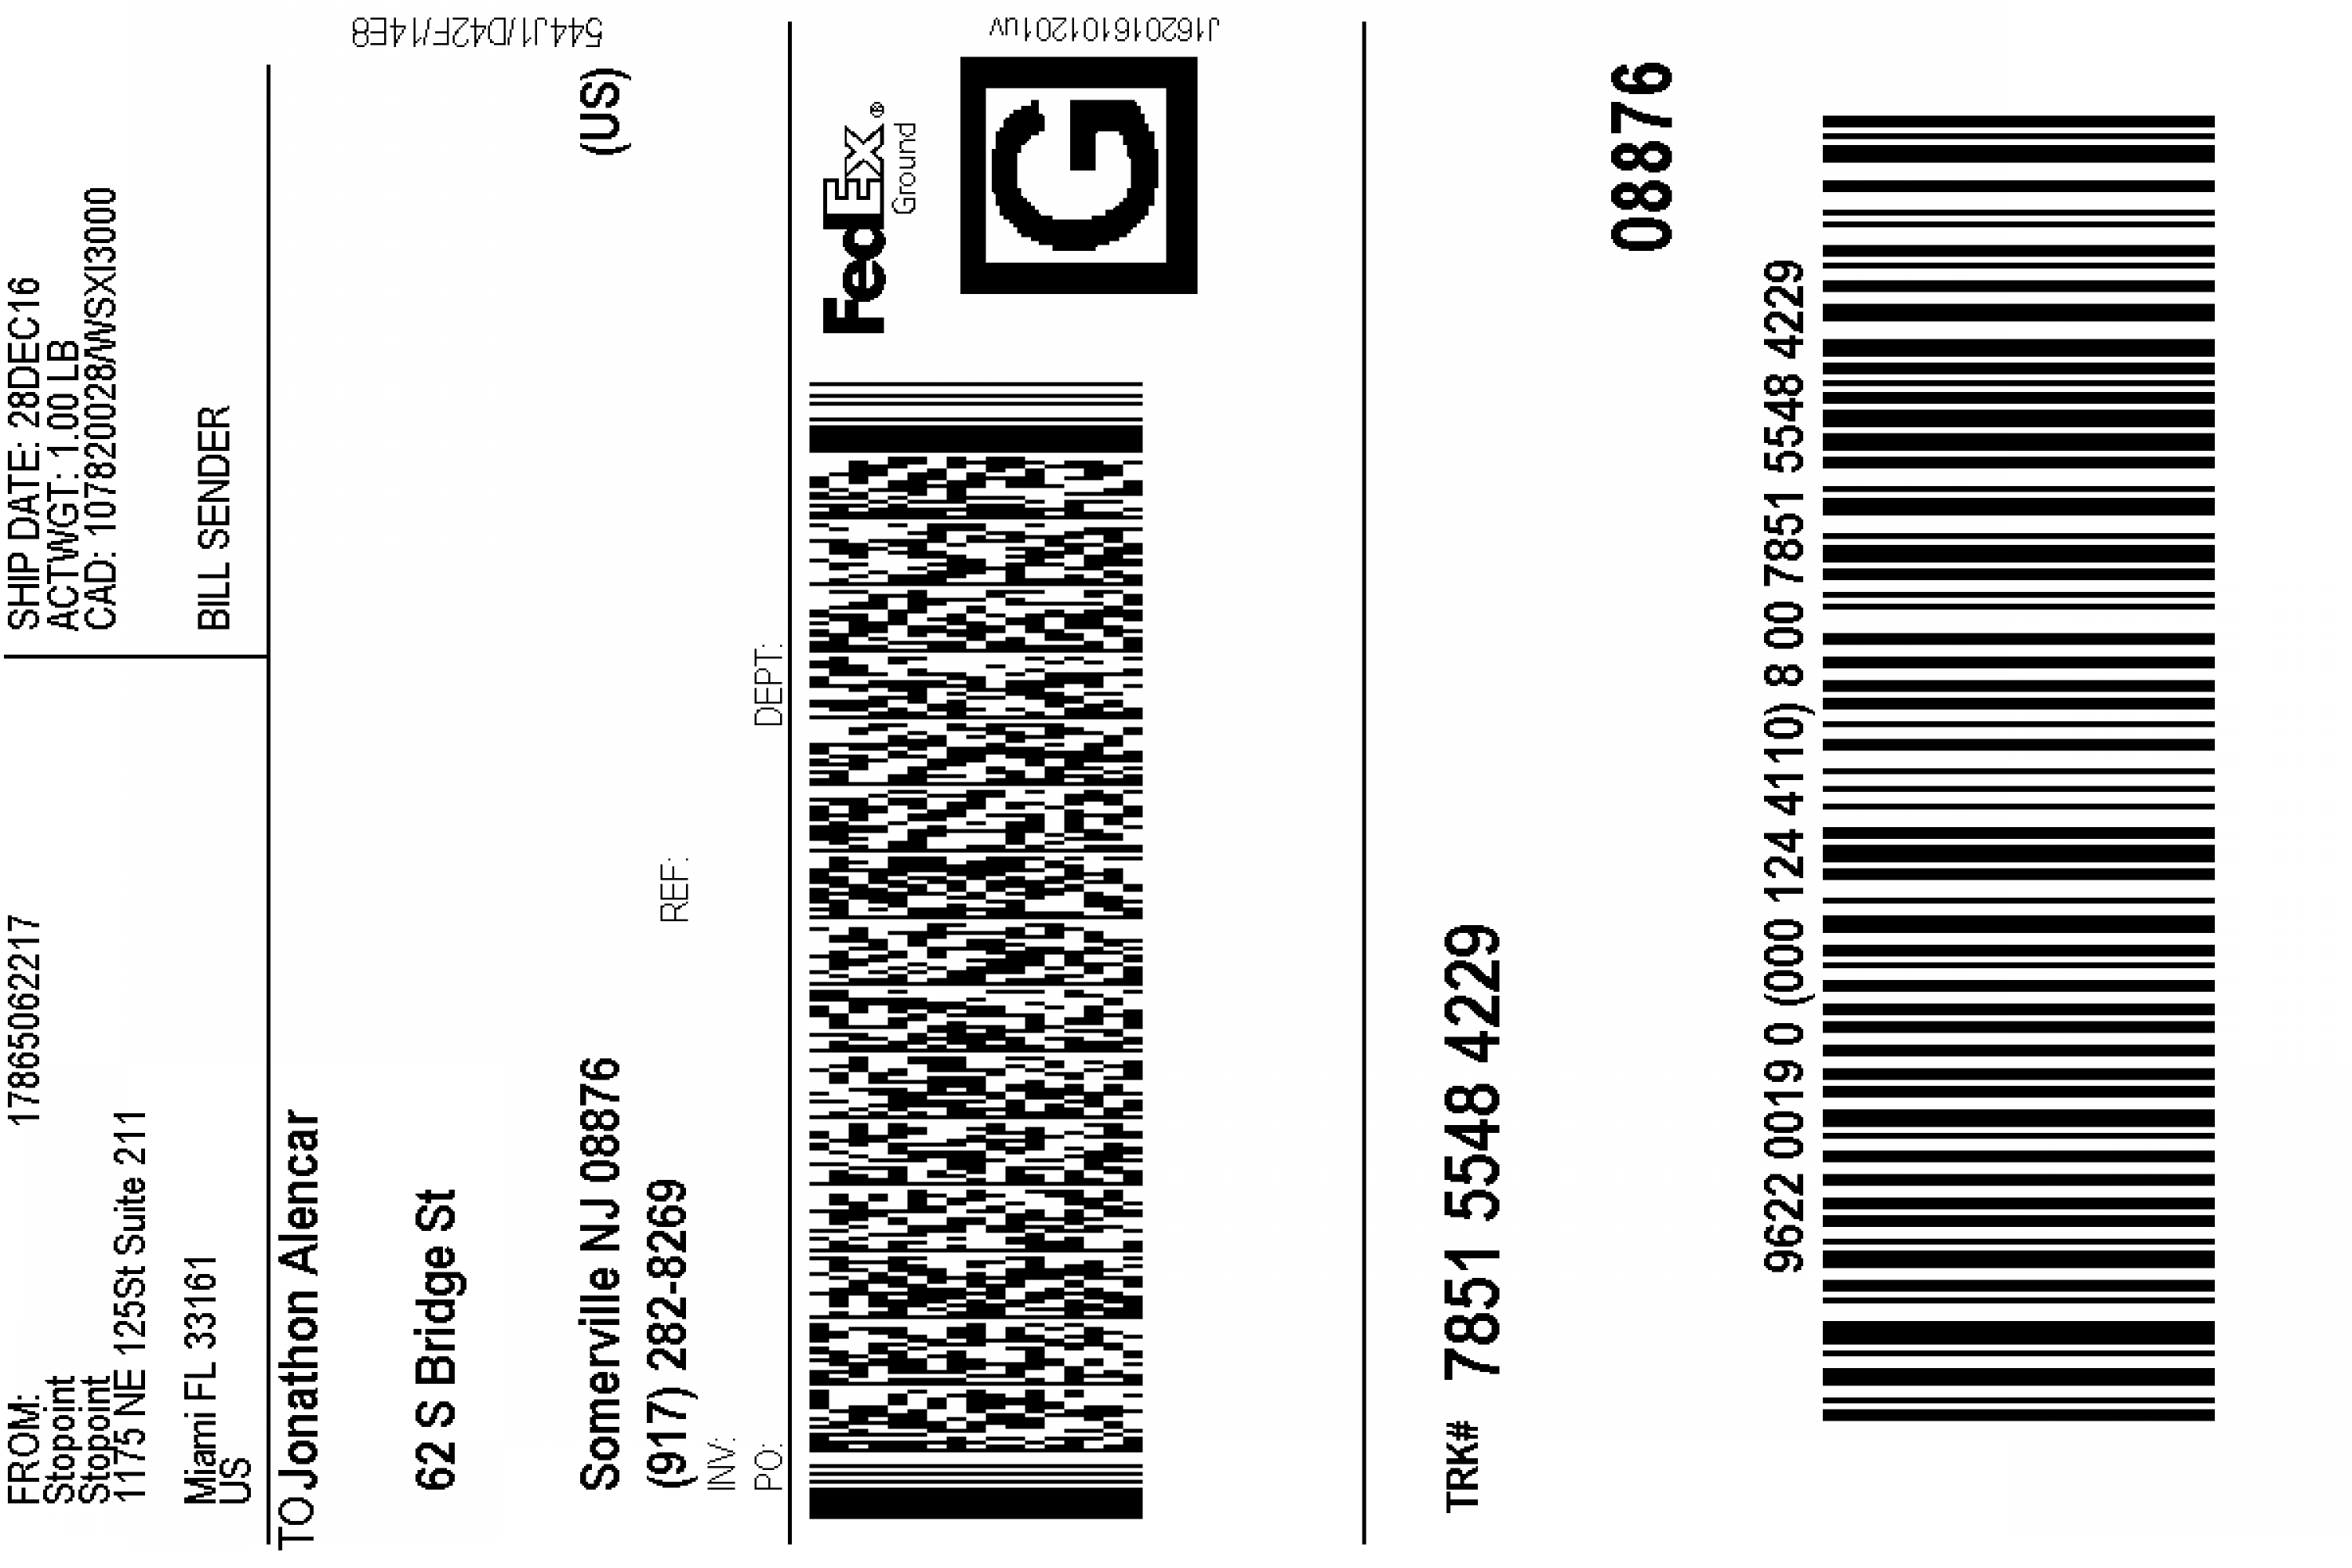 FROM: 17865062217
Stopoint
Stopoint
1175 NE 125St Suite 211
Miami FL 33161
US
SHIP DATE: 28DEC16
ACTWGT: 1.00 LB
CAD: 107820028/WSXI3000
BILL SENDER
TO Jonathon Alencar
62 S Bridge St
Somerville NJ 08876 (US)
(917) 282-8269
REF:
INV:
PO: DEPT:
544J1/D42F/14E8
FedEx®
Ground
G
J162016101201uv
TRK# 7851 5548 4229
08876
9622 0019 0 (000 124 4110) 8 00 7851 5548 4229